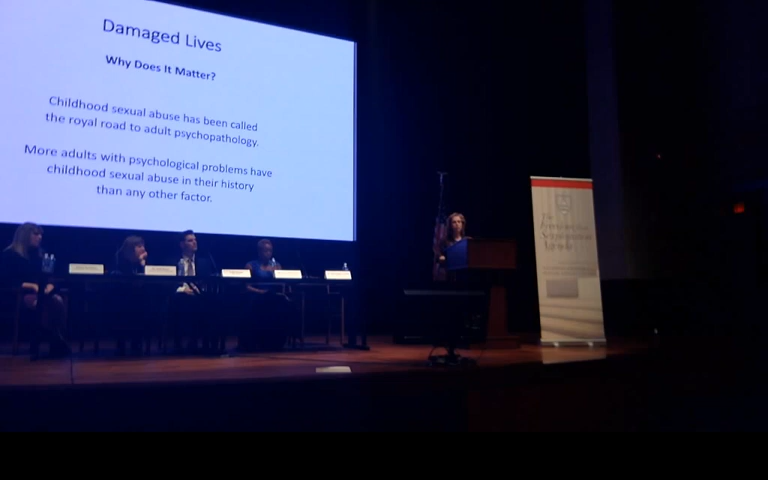 Damaged Lives
Why Does It Matter?
Childhood sexual abuse has been called
the royal road to adult psychopathology.
More adults with psychological problems have
childhood sexual abuse in their history
than any other factor.